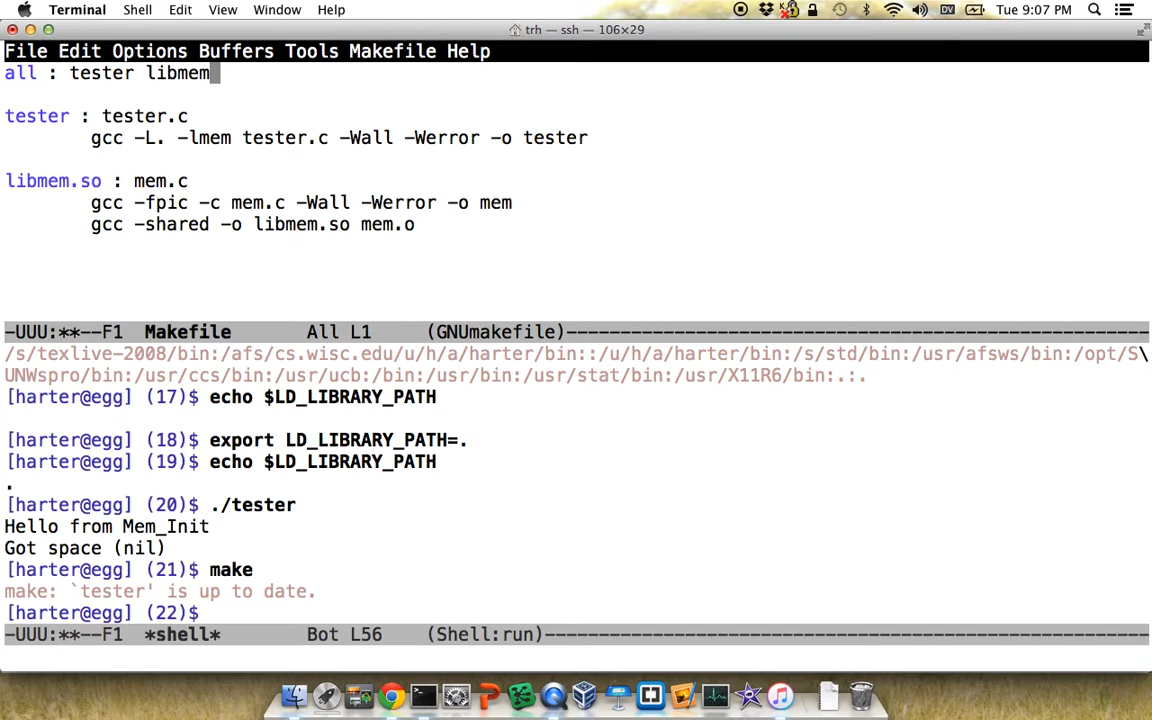 Terminal Shell Edit View Window Help Tue 9:07 PM
trh — ssh — 106×29
File Edit Options Buffers Tools Makefile Help
all : tester libmem
tester : tester.c
gcc -L. -lmem tester.c -Wall -Werror -o tester
libmem.so : mem.c
gcc -fpic -c mem.c -Wall -Werror -o mem
gcc -shared -o libmem.so mem.o
-UUU:**--F1 Makefile All L1 (GNUmakefile)------------------------------------------------------
/s/texlive-2008/bin:/afs/cs.wisc.edu/u/h/a/harter/bin::/u/h/a/harter/bin:/s/std/bin:/usr/afsws/bin:/opt/S\
UNWspro/bin:/usr/ccs/bin:/usr/ucb:/bin:/usr/bin:/usr/stat/bin:/usr/X11R6/bin:.:.
[harter@egg] (17)$ echo $LD_LIBRARY_PATH
[harter@egg] (18)$ export LD_LIBRARY_PATH=.
[harter@egg] (19)$ echo $LD_LIBRARY_PATH
.
[harter@egg] (20)$ ./tester
Hello from Mem_Init
Got space (nil)
[harter@egg] (21)$ make
make: `tester' is up to date.
[harter@egg] (22)$
-UUU:**--F1 *shell* Bot L56 (Shell:run)--------------------------------------------------------